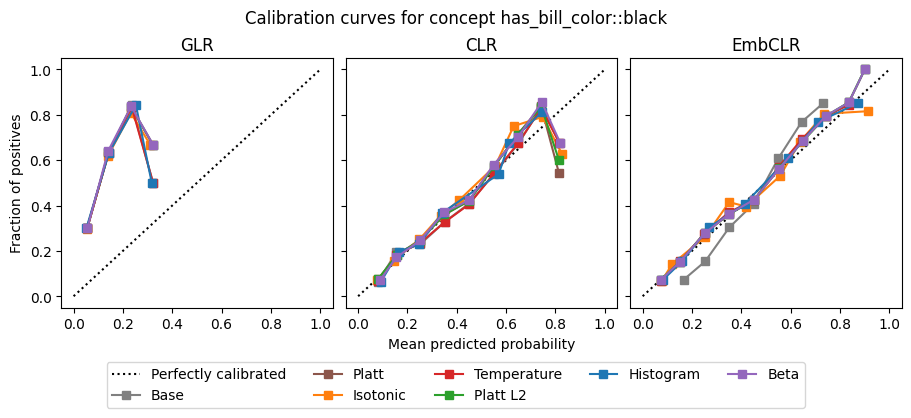 Calibration curves for concept has_bill_color::black
GLR
CLR
EmbCLR
Fraction of positives
1.0
0.8
0.6
0.4
0.2
0.0
0.0 0.2 0.4 0.6 0.8 1.0
0.0 0.2 0.4 0.6 0.8 1.0
0.0 0.2 0.4 0.6 0.8 1.0
Mean predicted probability
Perfectly calibrated Platt Temperature Histogram Beta
Base Isotonic Platt L2